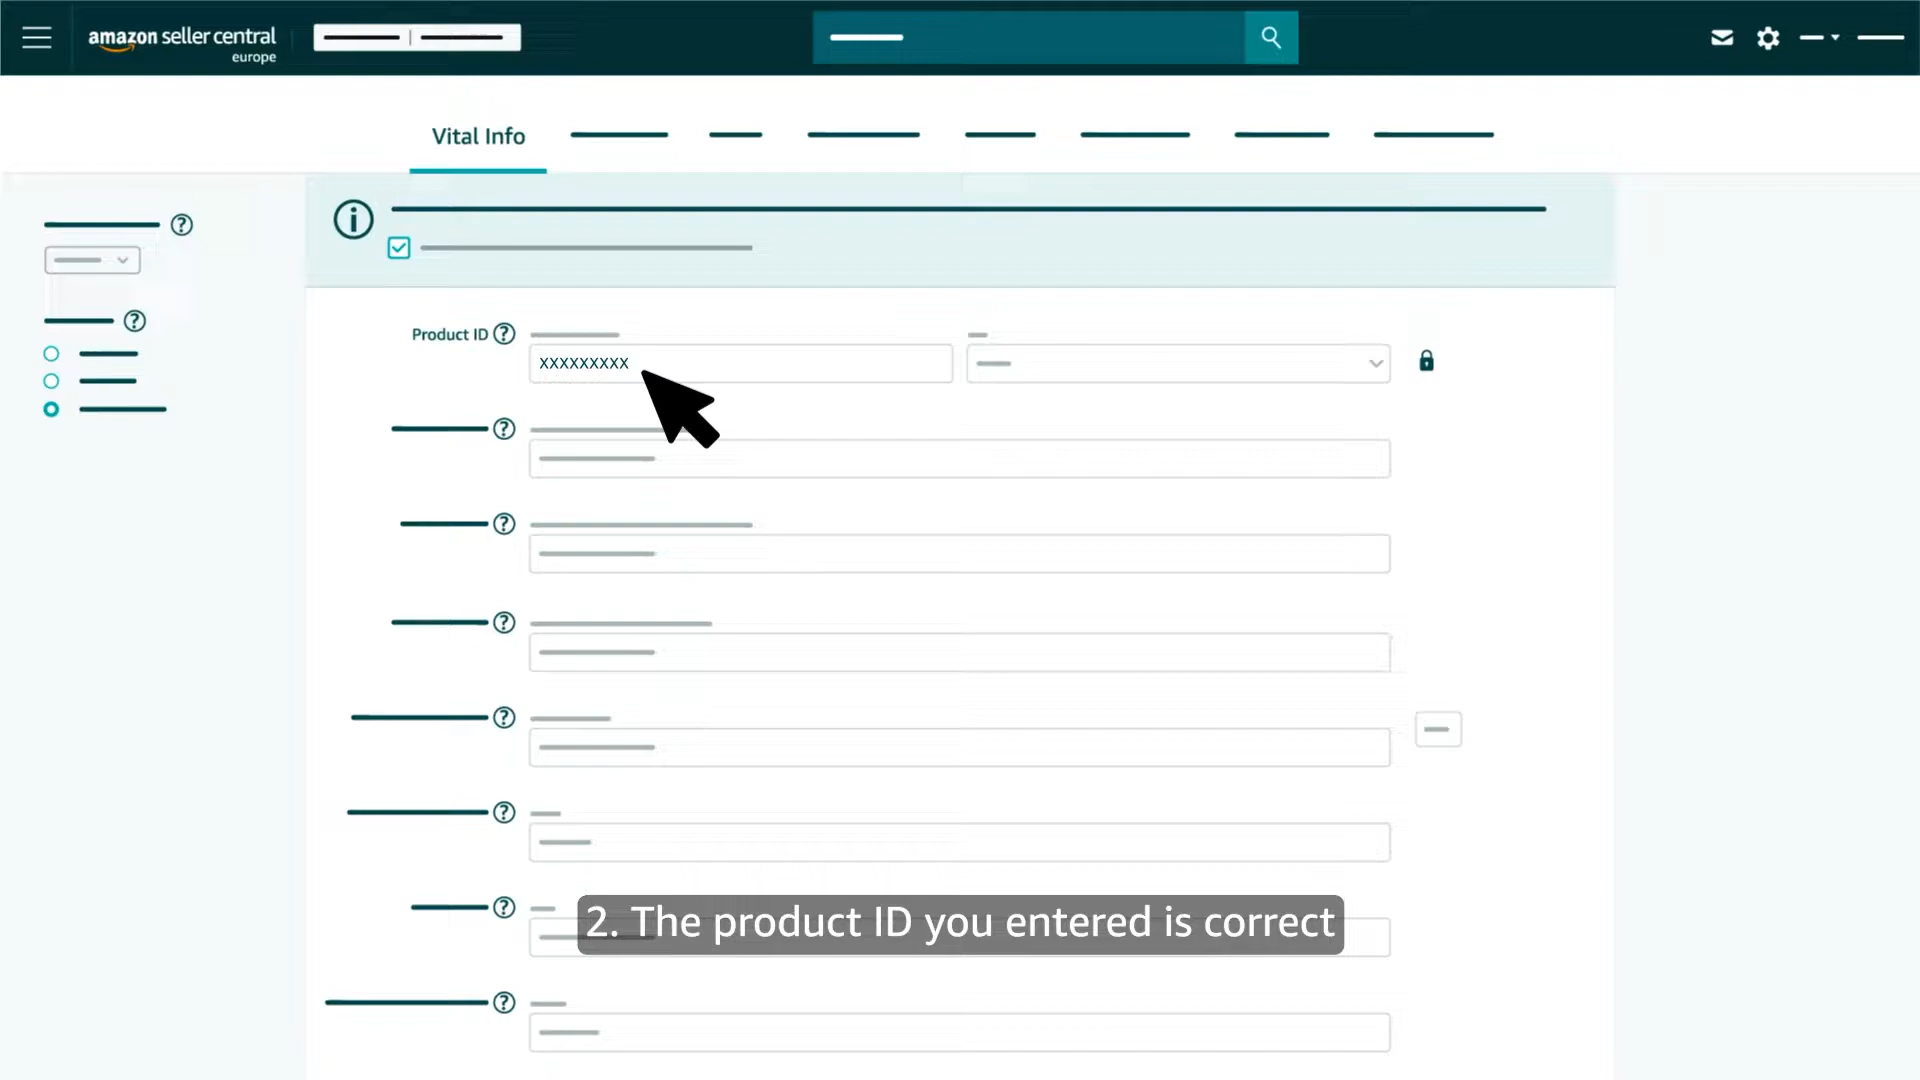 amazon seller central
europe
Vital Info
Product ID
XXXXXXXXX
2. The product ID you entered is correct